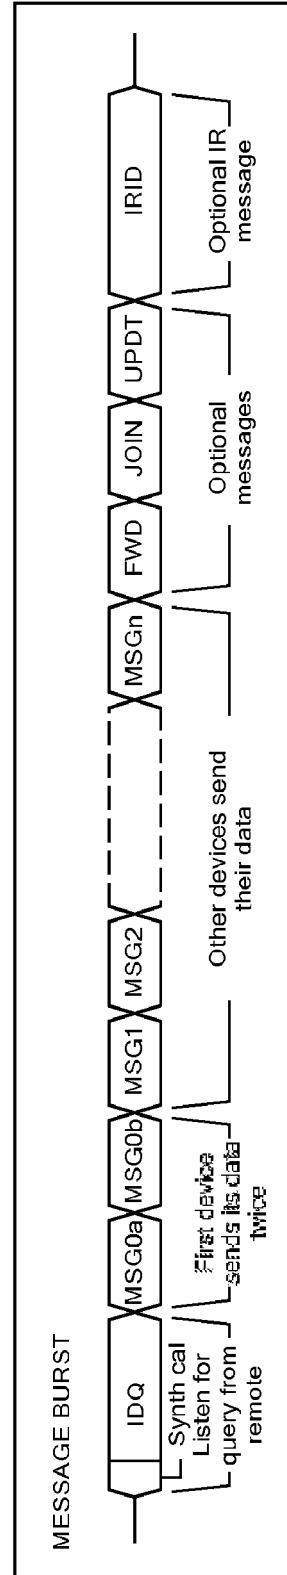 MESSAGE BURST
IDQ
MSG0a
MSG0b
MSG1
MSG2
MSGn
FWD
JOIN
UPDT
IRID
Synth cal
Listen for
query from
remote
First device
sends its data
twice
Other devices send
their data
Optional
messages
Optional IR
message